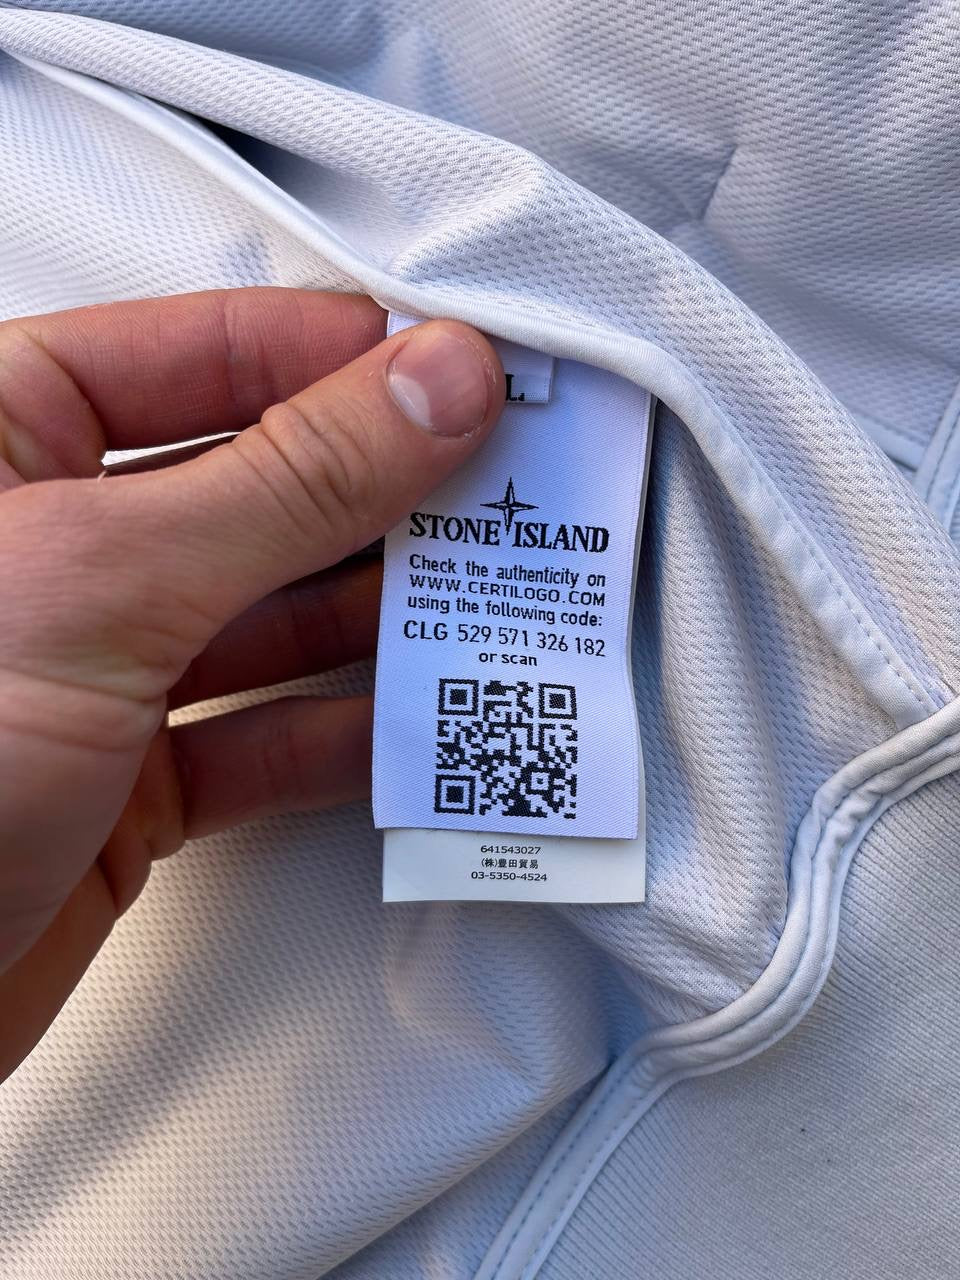 L
STONE ISLAND
Check the authenticity on
WWW.CERTILOGO.COM
using the following code:
CLG 529 571 326 182
or scan
641543027
(株)豊田貿易
03-5350-4524